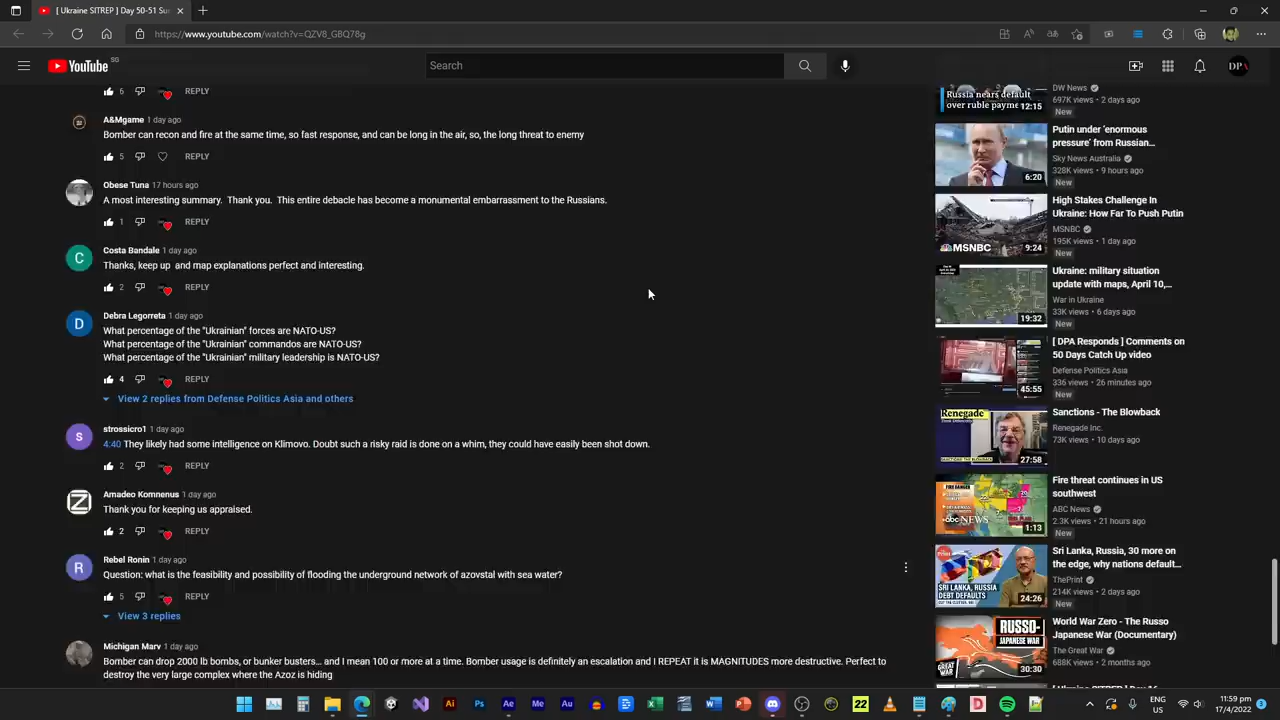 [ Ukraine SITREP ] Day 50-51 Sur
https://www.youtube.com/watch?v=QZV8_GBQ78g
YouTube SG
Search
DPA
6 REPLY
A&Mgame 1 day ago
Bomber can recon and fire at the same time, so fast response, and can be long in the air, so, the long threat to enemy
5 REPLY
Obese Tuna 17 hours ago
A most interesting summary. Thank you. This entire debacle has become a monumental embarrassment to the Russians.
1 REPLY
C
Costa Bandale 1 day ago
Thanks, keep up and map explanations perfect and interesting.
2 REPLY
D
Debra Legorreta 1 day ago
What percentage of the "Ukrainian" forces are NATO-US?
What percentage of the "Ukrainian" commandos are NATO-US?
What percentage of the "Ukrainian" military leadership is NATO-US?
4 REPLY
View 2 replies from Defense Politics Asia and others
S
strossicro1 1 day ago
4:40 They likely had some intelligence on Klimovo. Doubt such a risky raid is done on a whim, they could have easily been shot down.
2 REPLY
Z
Amadeo Komnenus 1 day ago
Thank you for keeping us appraised.
2 REPLY
R
Rebel Ronin 1 day ago
Question: what is the feasibility and possibility of flooding the underground network of azovstal with sea water?
5 REPLY
View 3 replies
Michigan Marv 1 day ago
Bomber can drop 2000 lb bombs, or bunker busters... and I mean 100 or more at a time. Bomber usage is definitely an escalation and I REPEAT it is MAGNITUDES more destructive. Perfect to
destroy the very large complex where the A2oz is hiding.
Russia nears default
over ruble payme
12:15
DW News
697K views • 2 days ago
New
6:20
Putin under 'enormous
pressure' from Russian...
Sky News Australia
328K views • 9 hours ago
New
MSNBC
9:24
High Stakes Challenge In
Ukraine: How Far To Push Putin
MSNBC
195K views • 1 day ago
New
19:32
Ukraine: military situation
update with maps, April 10,...
War in Ukraine
33K views • 6 days ago
New
45:55
[ DPA Responds ] Comments on
50 Days Catch Up video
Defense Politics Asia
336 views • 26 minutes ago
New
Renegade
27:58
Sanctions - The Blowback
Renegade Inc.
73K views • 10 days ago
FIRE DANGER
abc NEWS
1:13
Fire threat continues in US
southwest
ABC News
2.3K views • 21 hours ago
New
SRI LANKA, RUSSIA
DEBT DEFAULTS
24:26
Sri Lanka, Russia, 30 more on
the edge, why nations default...
ThePrint
214K views • 2 days ago
New
RUSSO-
JAPANESE WAR
GREAT WAR
30:30
World War Zero - The Russo
Japanese War (Documentary)
The Great War
688K views • 2 months ago
Ai
Ps
Ae
Me
Au
22
D
ENG
US
11:59 pm
17/4/2022